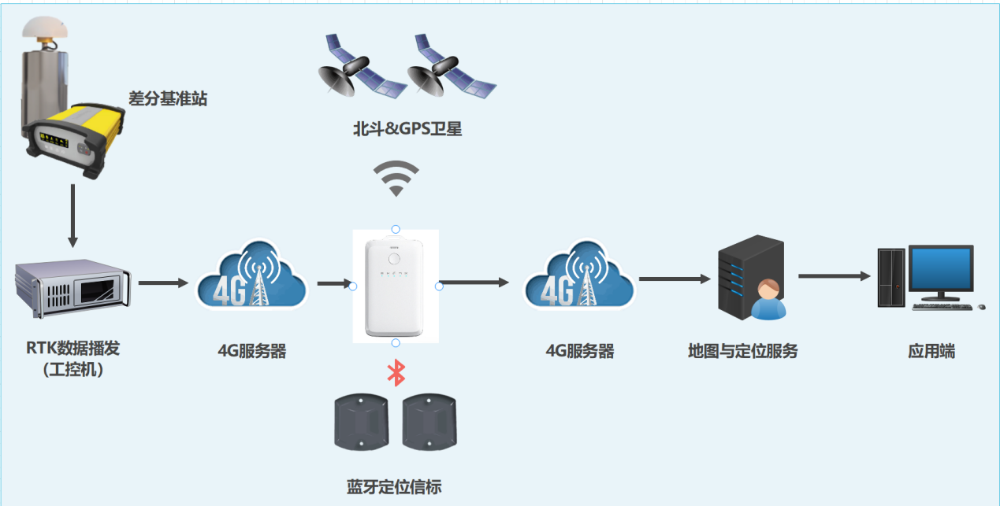 差分基准站
北斗&GPS卫星
4G
4G
RTK数据播发
（工控机）
4G服务器
4G服务器
地图与定位服务
应用端
蓝牙定位信标